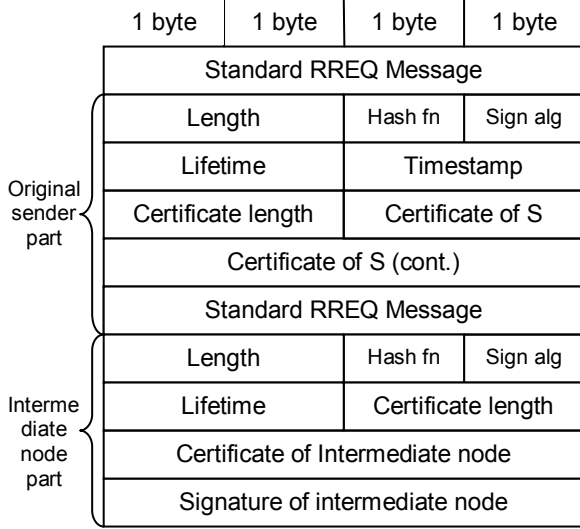 1 byte 1 byte 1 byte 1 byte
Standard RREQ Message
Length Hash fn Sign alg
Lifetime Timestamp
Original
sender
part
Certificate length Certificate of S
Certificate of S (cont.)
Standard RREQ Message
Length Hash fn Sign alg
Lifetime Certificate length
Interme
diate
node
part
Certificate of Intermediate node
Signature of intermediate node